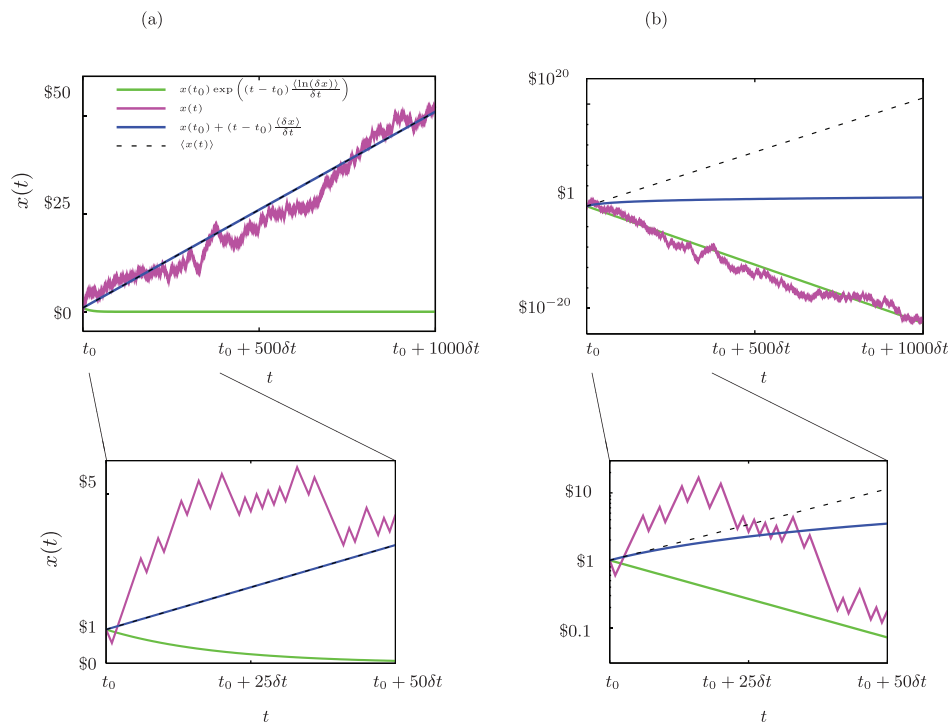 (a)
(b)
$50
$25
$0
x(t)
x(t₀) exp((t − t₀) ⟨ln(δx)⟩/δt)
x(t)
x(t₀) + (t − t₀) ⟨δx⟩/δt
⟨x(t)⟩
t₀
t₀ + 500δt
t₀ + 1000δt
t
$10²⁰
$1
$10⁻²⁰
t₀
t₀ + 500δt
t₀ + 1000δt
t
$5
$1
$0
x(t)
t₀
t₀ + 25δt
t₀ + 50δt
t
$10
$1
$0.1
t₀
t₀ + 25δt
t₀ + 50δt
t